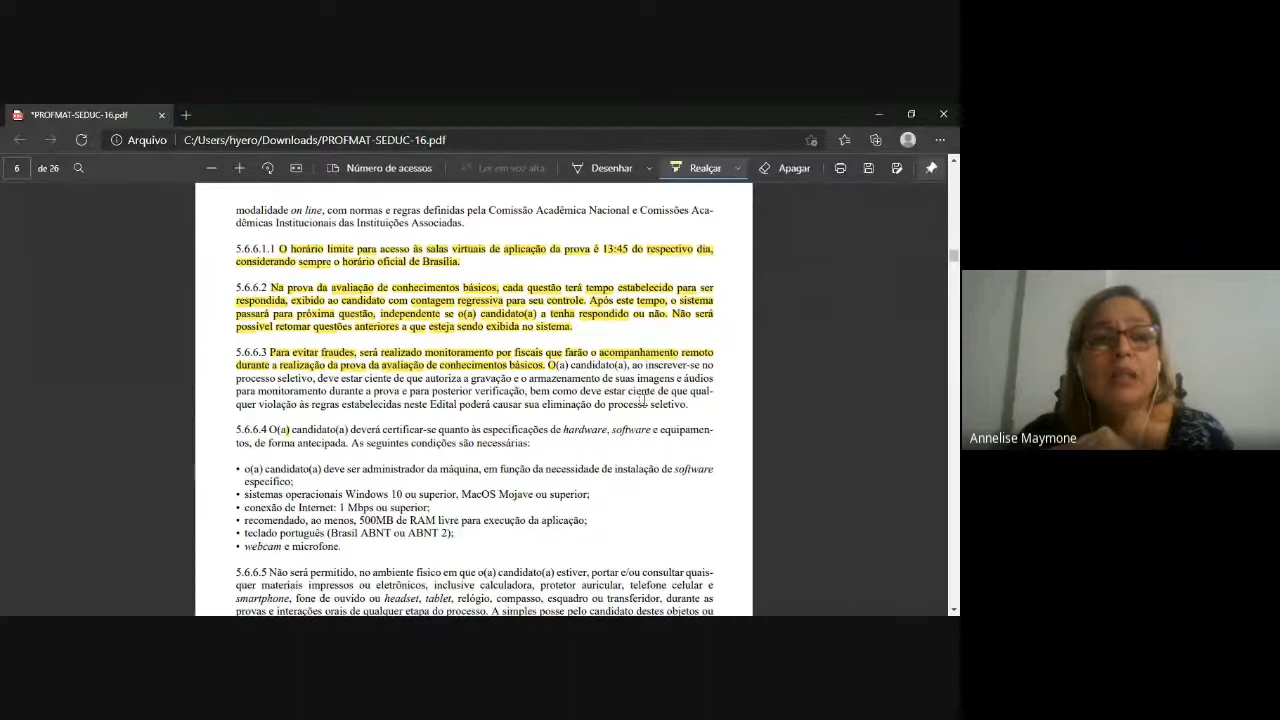 *PROFMAT-SEDUC-16.pdf
Arquivo C:/Users/hyero/Downloads/PROFMAT-SEDUC-16.pdf
6 de 26 Número de acessos Ler em voz alta Desenhar Realçar Apagar
modalidade on line, com normas e regras definidas pela Comissão Acadêmica Nacional e Comissões Aca-
dêmicas Institucionais das Instituições Associadas.
5.6.6.1.1 O horário limite para acesso às salas virtuais de aplicação da prova é 13:45 do respectivo dia,
considerando sempre o horário oficial de Brasília.
5.6.6.2 Na prova da avaliação de conhecimentos básicos, cada questão terá tempo estabelecido para ser
respondida, exibido ao candidato com contagem regressiva para seu controle. Após este tempo, o sistema
passará para próxima questão, independente se o(a) candidato(a) a tenha respondido ou não. Não será
possível retomar questões anteriores a que esteja sendo exibida no sistema.
5.6.6.3 Para evitar fraudes, será realizado monitoramento por fiscais que farão o acompanhamento remoto
durante a realização da prova da avaliação de conhecimentos básicos. O(a) candidato(a), ao inscrever-se no
processo seletivo, deve estar ciente de que autoriza a gravação e o armazenamento de suas imagens e áudios
para monitoramento durante a prova e para posterior verificação, bem como deve estar ciente de que qual-
quer violação às regras estabelecidas neste Edital poderá causar sua eliminação do processo seletivo.
5.6.6.4 O(a) candidato(a) deverá certificar-se quanto às especificações de hardware, software e equipamen-
tos, de forma antecipada. As seguintes condições são necessárias:
• o(a) candidato(a) deve ser administrador da máquina, em função da necessidade de instalação de software
específico;
• sistemas operacionais Windows 10 ou superior, MacOS Mojave ou superior;
• conexão de Internet: 1 Mbps ou superior;
• recomendado, ao menos, 500MB de RAM livre para execução da aplicação;
• teclado português (Brasil ABNT ou ABNT 2);
• webcam e microfone.
5.6.6.5 Não será permitido, no ambiente físico em que o(a) candidato(a) estiver, portar e/ou consultar quais-
quer materiais impressos ou eletrônicos, inclusive calculadora, protetor auricular, telefone celular e
smartphone, fone de ouvido ou headset, tablet, relógio, compasso, esquadro ou transferidor, durante as
provas e interações orais de qualquer etapa do processo. A simples posse pelo candidato destes objetos ou
Annelise Maymone